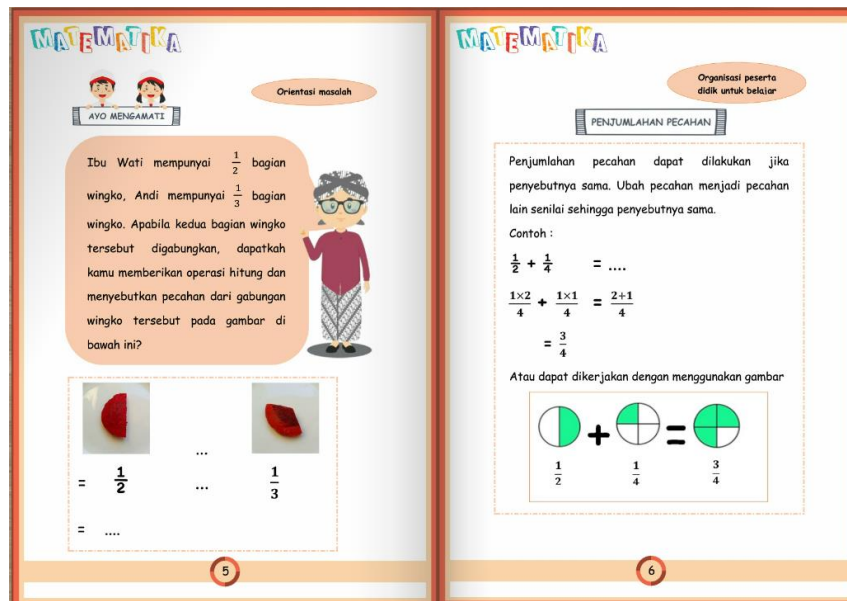 MATEMATIKA
AYO MENGAMATI
Orientasi masalah
Ibu Wati mempunyai 1/2 bagian
wingko, Andi mempunyai 1/3 bagian
wingko. Apabila kedua bagian wingko
tersebut digabungkan, dapatkah
kamu memberikan operasi hitung dan
menyebutkan pecahan dari gabungan
wingko tersebut pada gambar di
bawah ini?
...
= 1/2 ... 1/3
= ....
5
MATEMATIKA
Organisasi peserta
didik untuk belajar
PENJUMLAHAN PECAHAN
Penjumlahan pecahan dapat dilakukan jika
penyebutnya sama. Ubah pecahan menjadi pecahan
lain senilai sehingga penyebutnya sama.
Contoh :
1/2 + 1/4 = ....
1×2/4 + 1×1/4 = 2+1/4
= 3/4
Atau dapat dikerjakan dengan menggunakan gambar
+ =
1/2 1/4 3/4
6